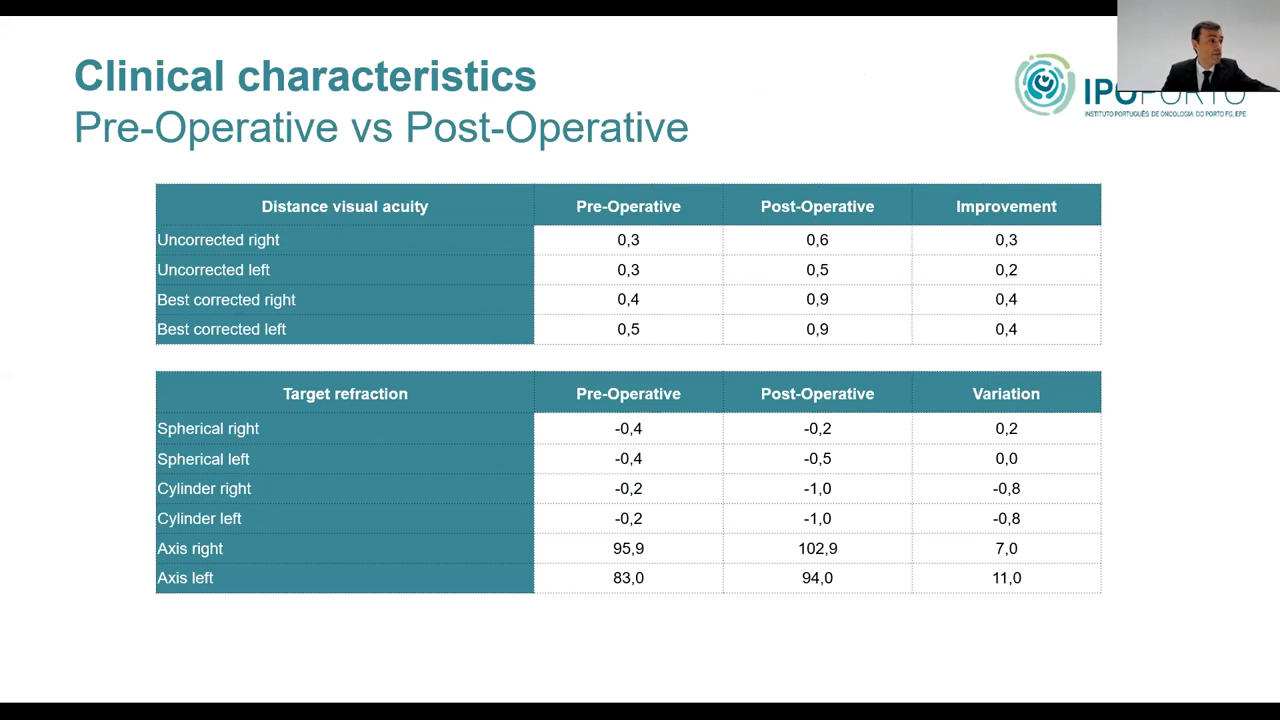 Clinical characteristics
Pre-Operative vs Post-Operative
IPOPORTO
INSTITUTO PORTUGUÊS DE ONCOLOGIA DO PORTO FG, EPE
Distance visual acuity Pre-Operative Post-Operative Improvement
Uncorrected right 0,3 0,6 0,3
Uncorrected left 0,3 0,5 0,2
Best corrected right 0,4 0,9 0,4
Best corrected left 0,5 0,9 0,4
Target refraction Pre-Operative Post-Operative Variation
Spherical right -0,4 -0,2 0,2
Spherical left -0,4 -0,5 0,0
Cylinder right -0,2 -1,0 -0,8
Cylinder left -0,2 -1,0 -0,8
Axis right 95,9 102,9 7,0
Axis left 83,0 94,0 11,0